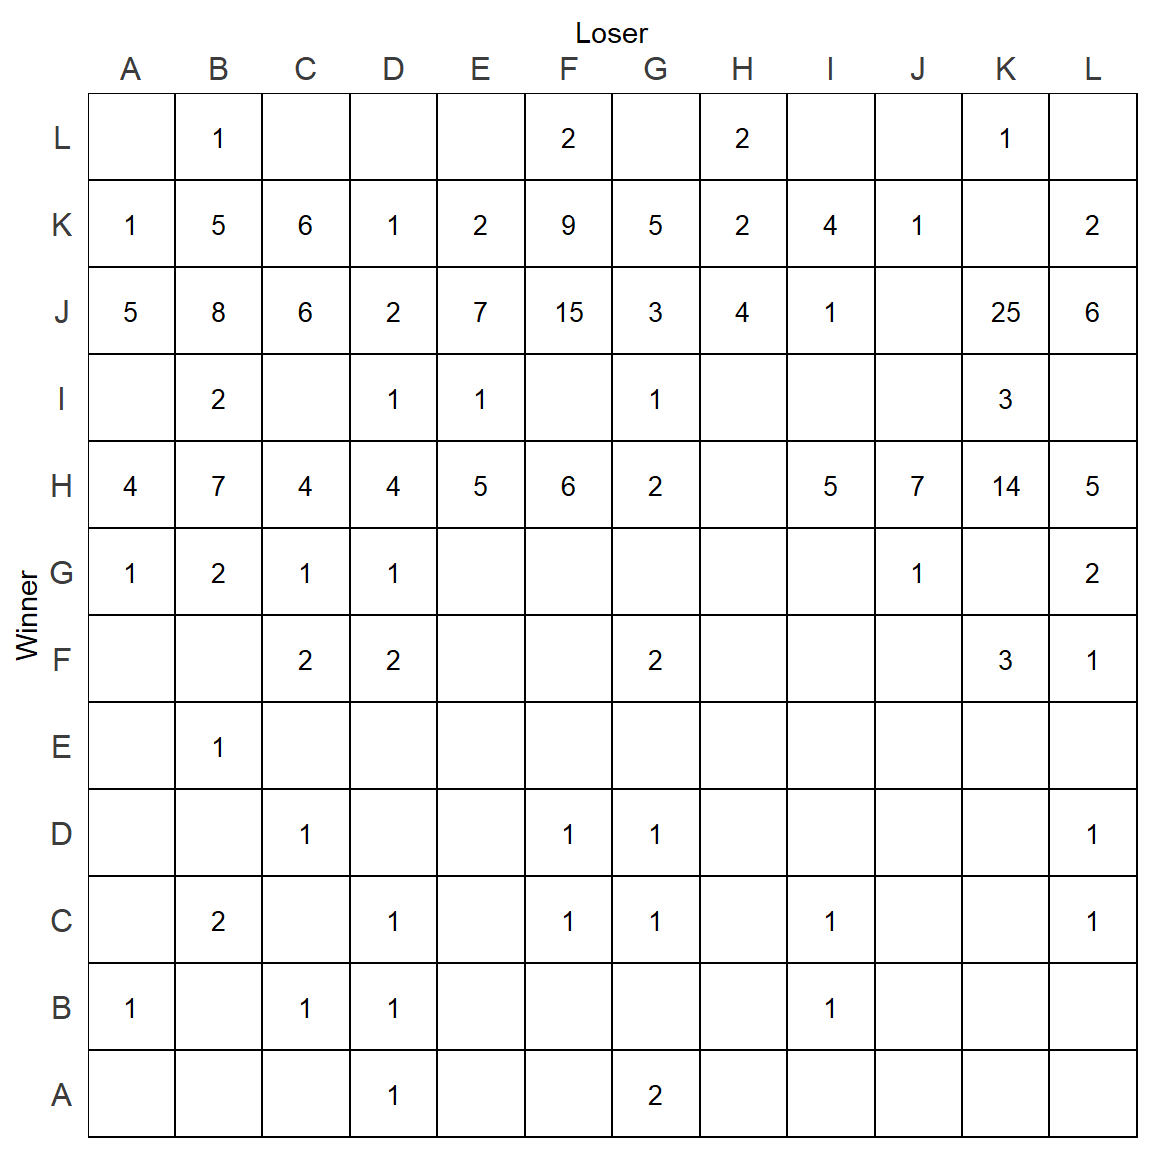 Loser
A B C D E F G H I J K L
L 1 2 2 1
K 1 5 6 1 2 9 5 2 4 1 2
J 5 8 6 2 7 15 3 4 1 25 6
I 2 1 1 1 3
H 4 7 4 4 5 6 2 5 7 14 5
G 1 2 1 1 1 2
F 2 2 2 3 1
E 1
D 1 1 1 1
C 2 1 1 1 1 1
B 1 1 1 1
A 1 2
Winner